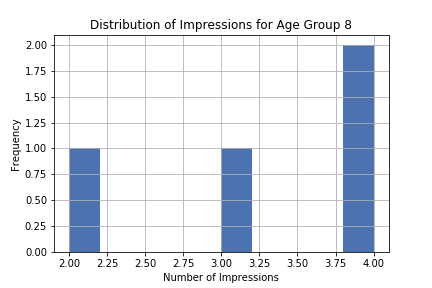 Distribution of Impressions for Age Group 8
2.00
1.75
1.50
1.25
1.00
0.75
0.50
0.25
0.00
Frequency
2.00 2.25 2.50 2.75 3.00 3.25 3.50 3.75 4.00
Number of Impressions